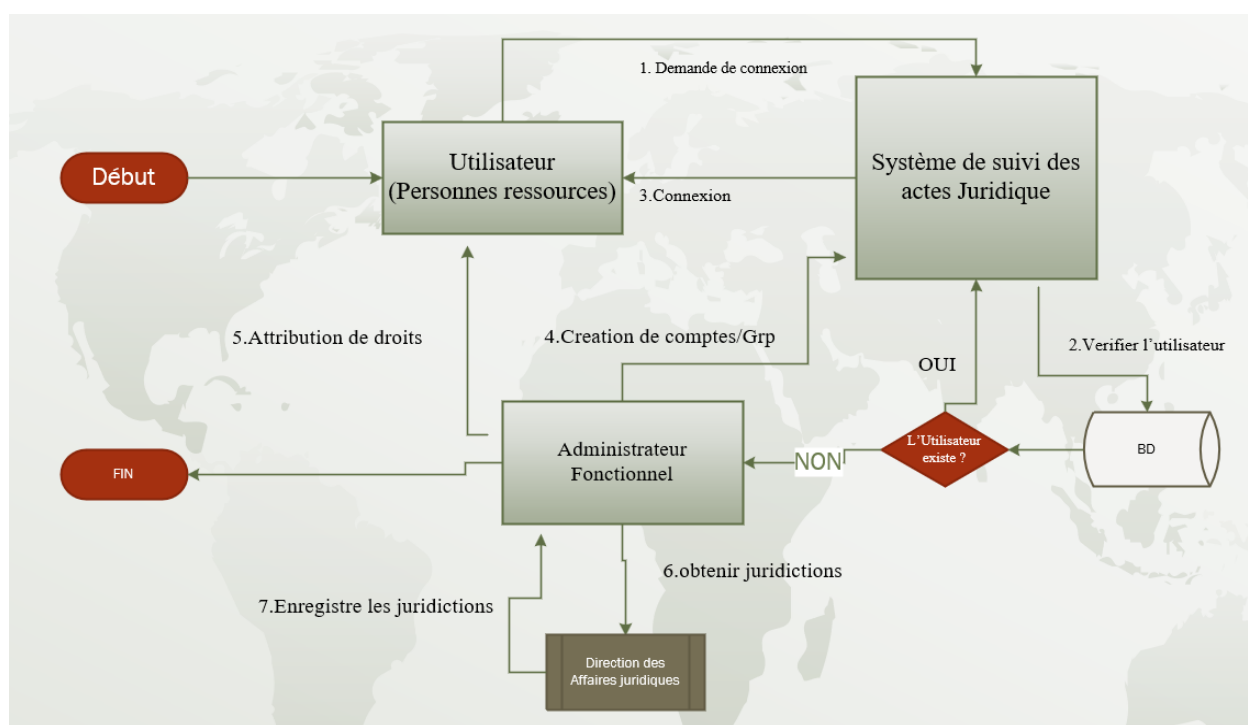 1. Demande de connexion
Début
Utilisateur
(Personnes ressources)
Système de suivi des
actes Juridique
3.Connexion
5.Attribution de droits
4.Creation de comptes/Grp
2.Verifier l’utilisateur
OUI
L’Utilisateur
existe ?
BD
NON
Administrateur
Fonctionnel
FIN
6.obtenir juridictions
7.Enregistre les juridictions
Direction des
Affaires juridiques